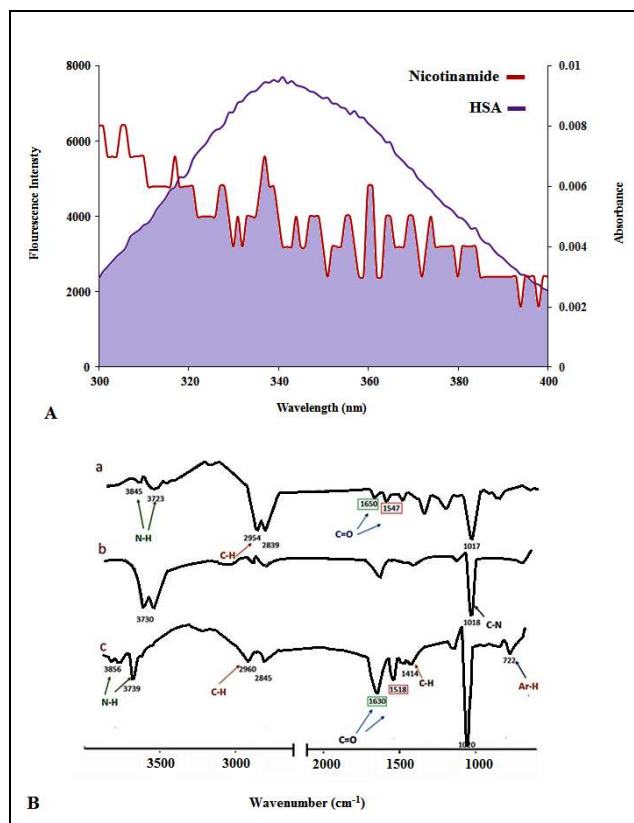 8000
6000
4000
2000
0
Flourescence Intensty
Nicotinamide
HSA
0.01
0.008
0.006
0.004
0.002
0
Absorbance
300
320
340
360
380
400
Wavelength (nm)
A
a
3845
3723
N-H
2954
2839
C-H
1650
1547
C=O
1017
b
3730
1018
C-N
c
3856
3739
N-H
2960
2845
C-H
1630
1518
1414
C-H
C=O
722
Ar-H
1020
3500
3000
2000
1500
1000
B
Wavenumber (cm⁻¹)